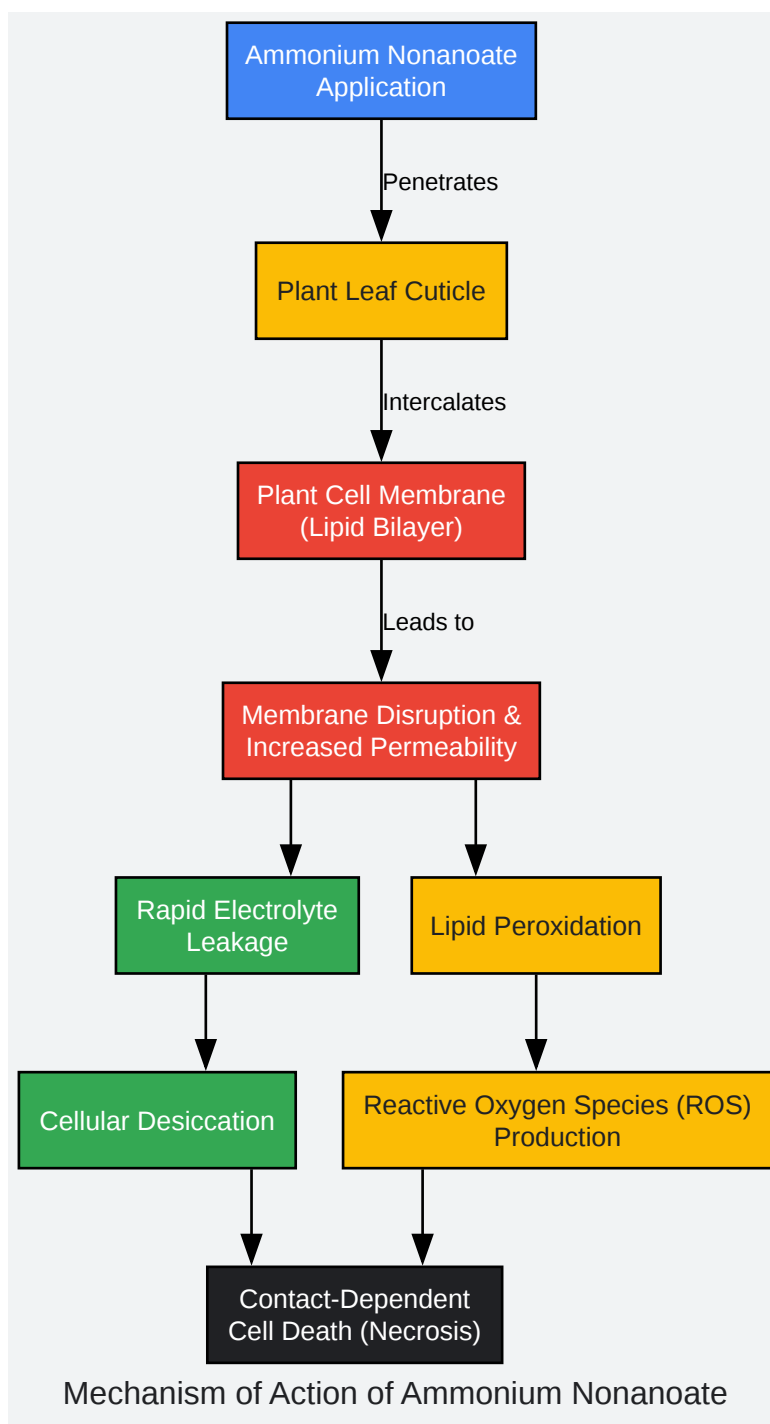 Ammonium Nonanoate
Application
Penetrates
Plant Leaf Cuticle
Intercalates
Plant Cell Membrane
(Lipid Bilayer)
Leads to
Membrane Disruption &
Increased Permeability
Rapid Electrolyte
Leakage
Lipid Peroxidation
Cellular Desiccation
Reactive Oxygen Species (ROS)
Production
Contact-Dependent
Cell Death (Necrosis)
Mechanism of Action of Ammonium Nonanoate